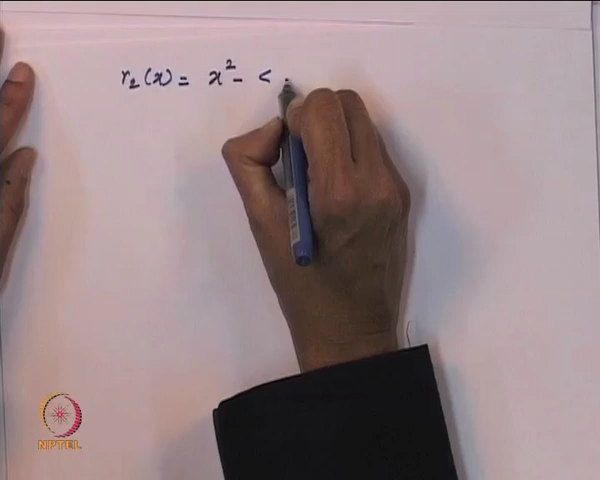 r₂(x) = x² - <
NPTEL